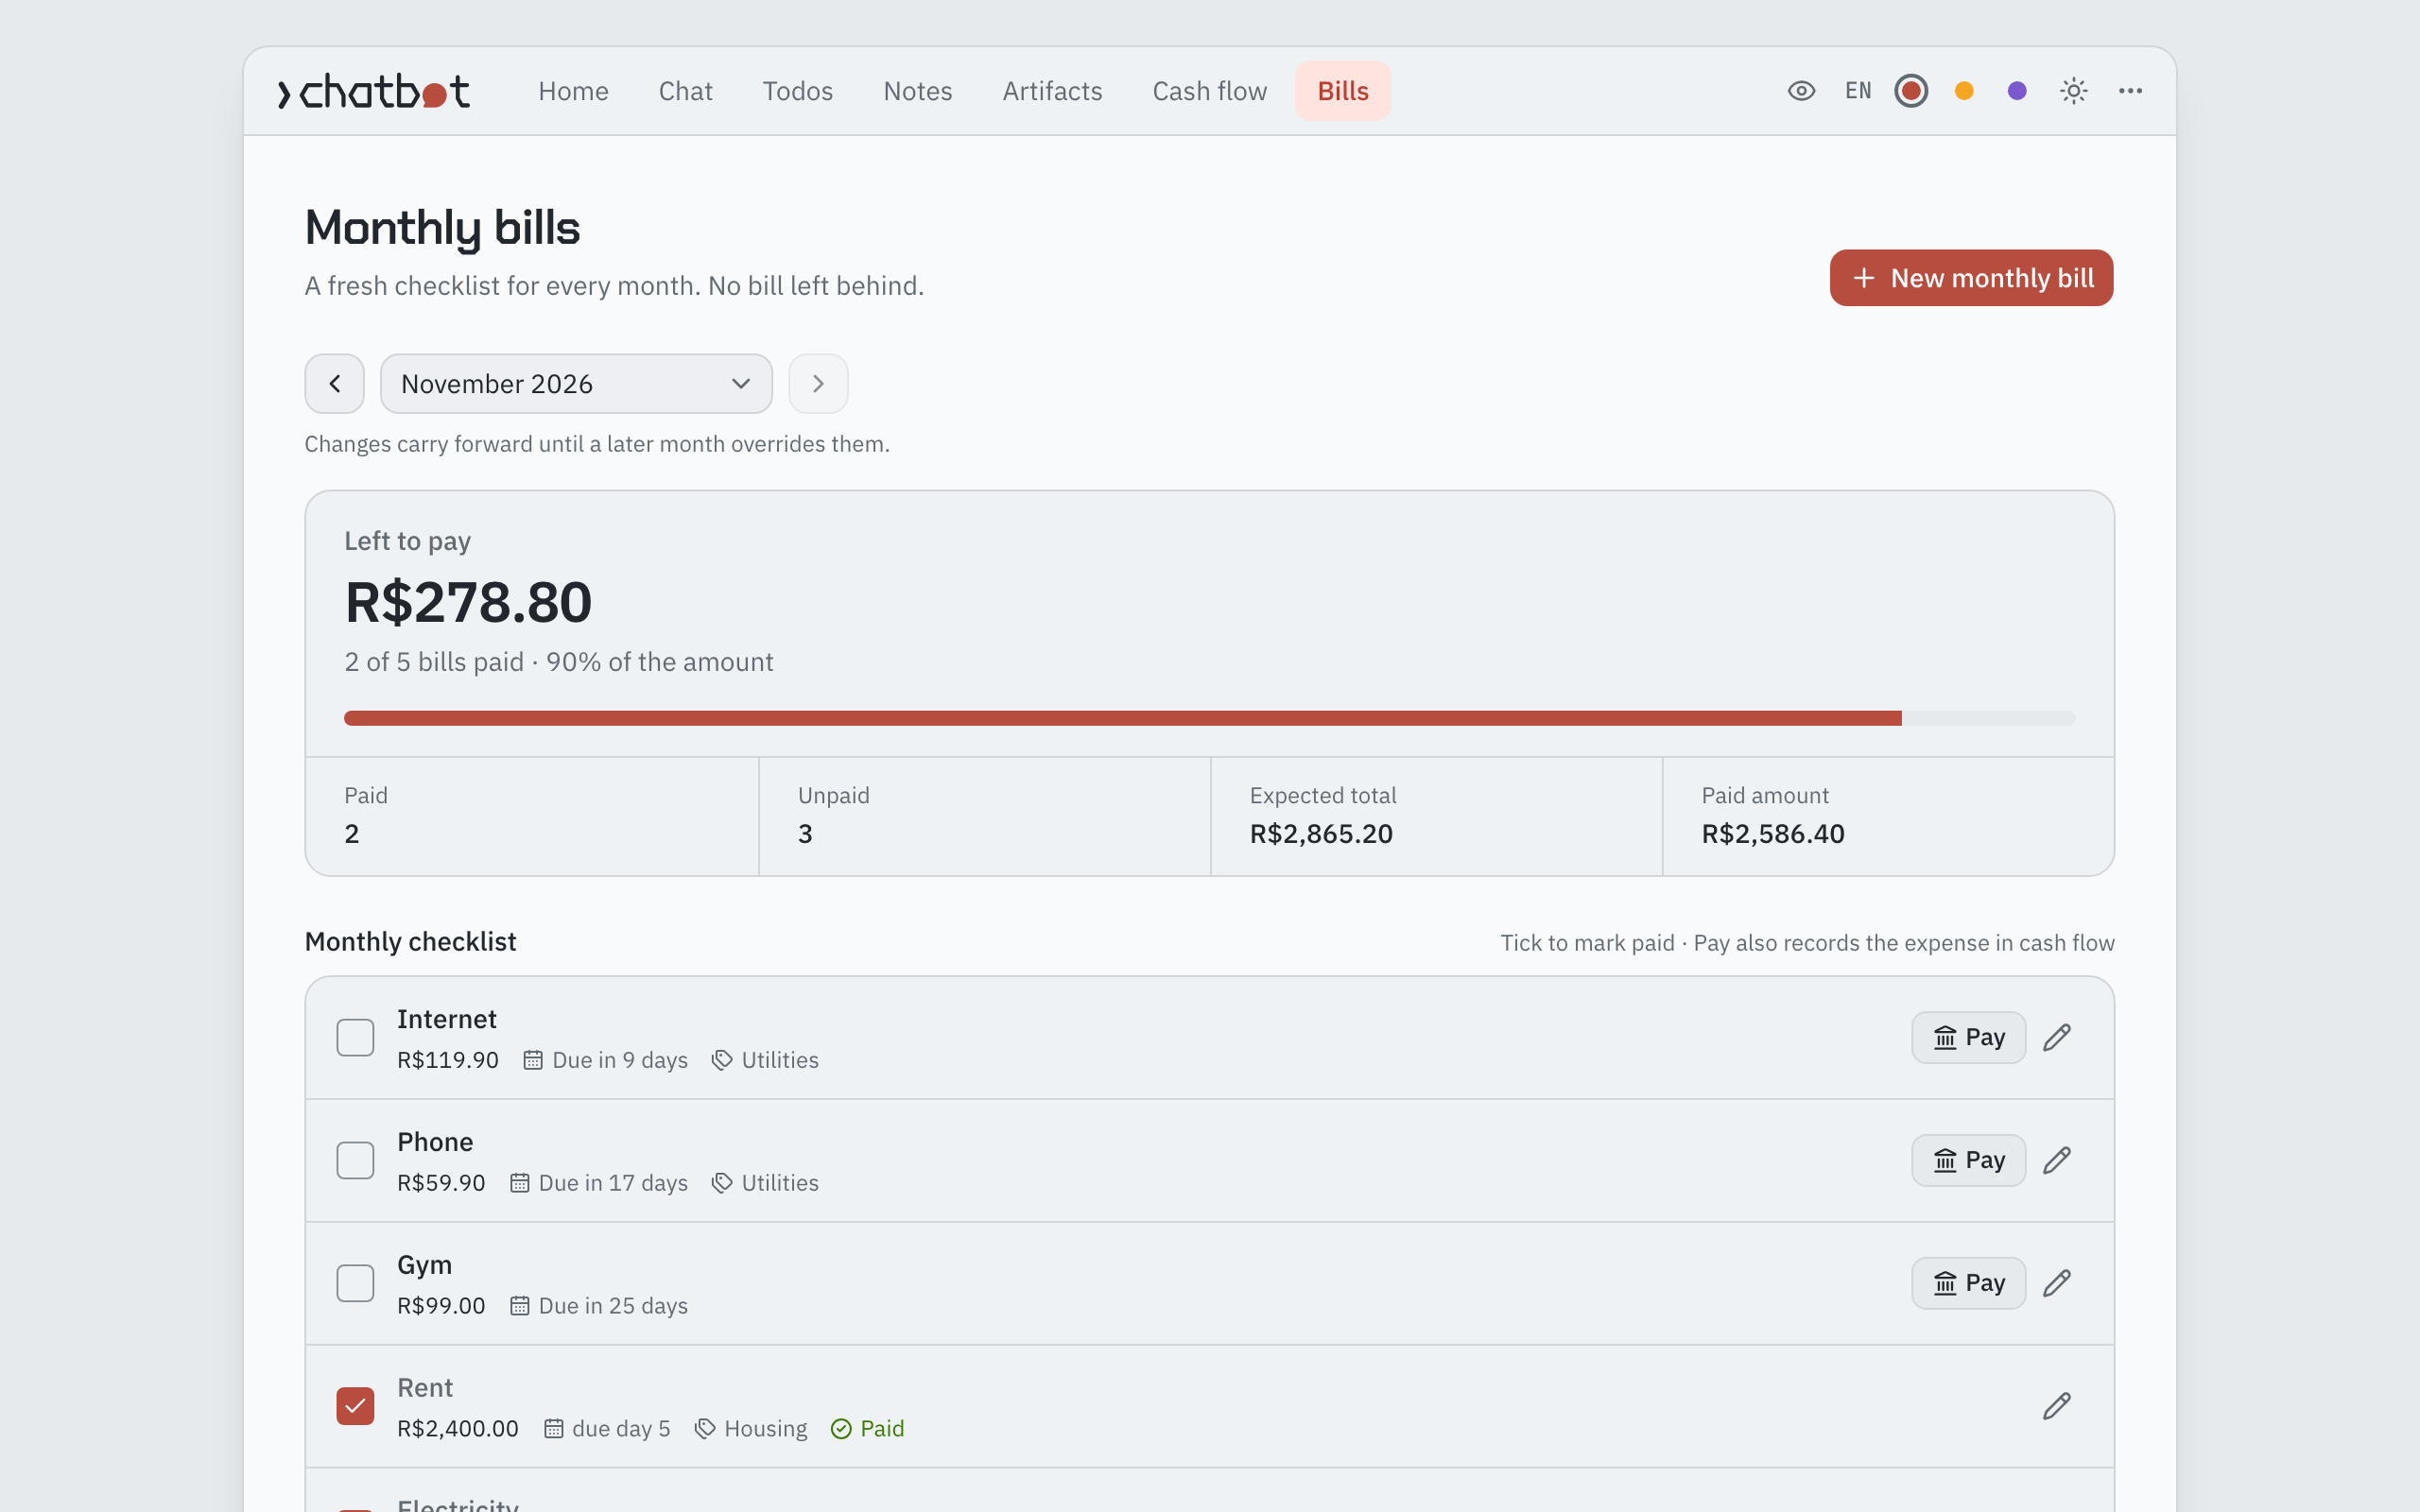 chatbot
Home Chat Todos Notes Artifacts Cash flow Bills EN
Monthly bills
A fresh checklist for every month. No bill left behind.
New monthly bill
November 2026
Changes carry forward until a later month overrides them.
Left to pay
R$278.80
2 of 5 bills paid · 90% of the amount
Paid Unpaid Expected total Paid amount
2 3 R$2,865.20 R$2,586.40
Monthly checklist Tick to mark paid · Pay also records the expense in cash flow
Internet
R$119.90 Due in 9 days Utilities
Pay
Phone
R$59.90 Due in 17 days Utilities
Pay
Gym
R$99.00 Due in 25 days
Pay
Rent
R$2,400.00 due day 5 Housing Paid
Electricity